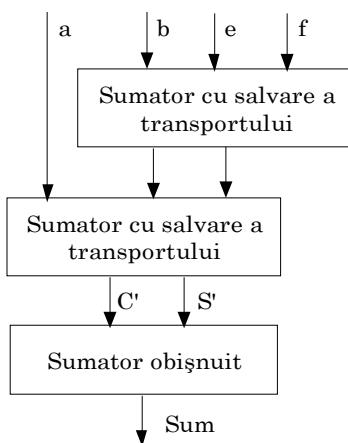 a b e f
Sumator cu salvare a
transportului
Sumator cu salvare a
transportului
C' S'
Sumator obişnuit
Sum